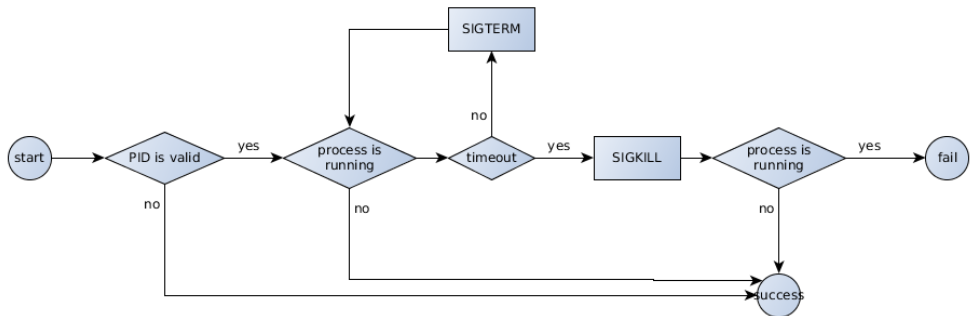 SIGTERM
no
start
PID is valid
yes
process is
running
timeout
yes
SIGKILL
process is
running
yes
fail
no
no
no
success